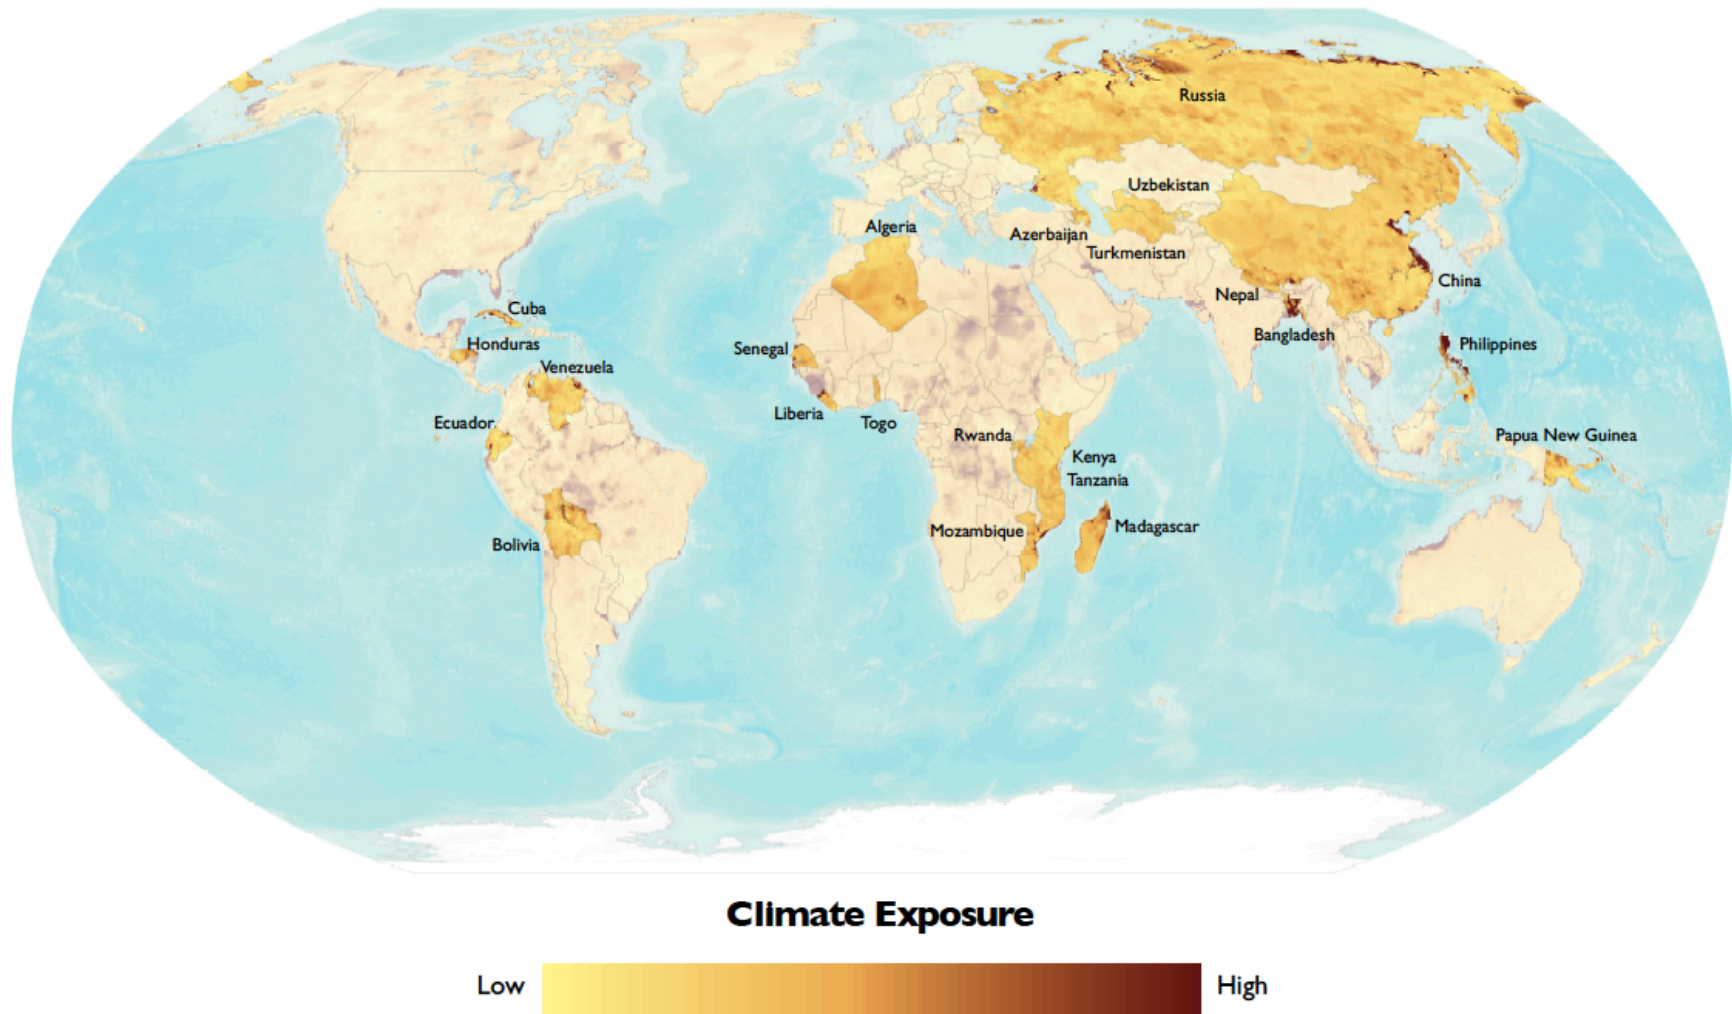 Russia
Uzbekistan
Algeria
Azerbaijan
Turkmenistan
China
Nepal
Cuba
Bangladesh
Honduras
Senegal
Philippines
Venezuela
Liberia
Togo
Ecuador
Rwanda
Papua New Guinea
Kenya
Tanzania
Madagascar
Mozambique
Bolivia
Climate Exposure
Low
High